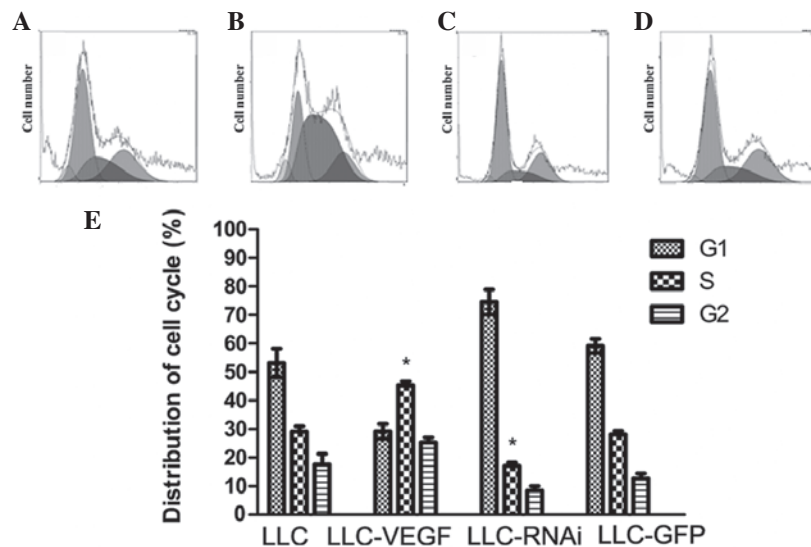 A
B
C
D
Cell number
Cell number
Cell number
Cell number
E
Distribution of cell cycle (%)
100
90
80
70
60
50
40
30
20
10
0
*
*
G1
S
G2
LLC LLC-VEGF LLC-RNAi LLC-GFP